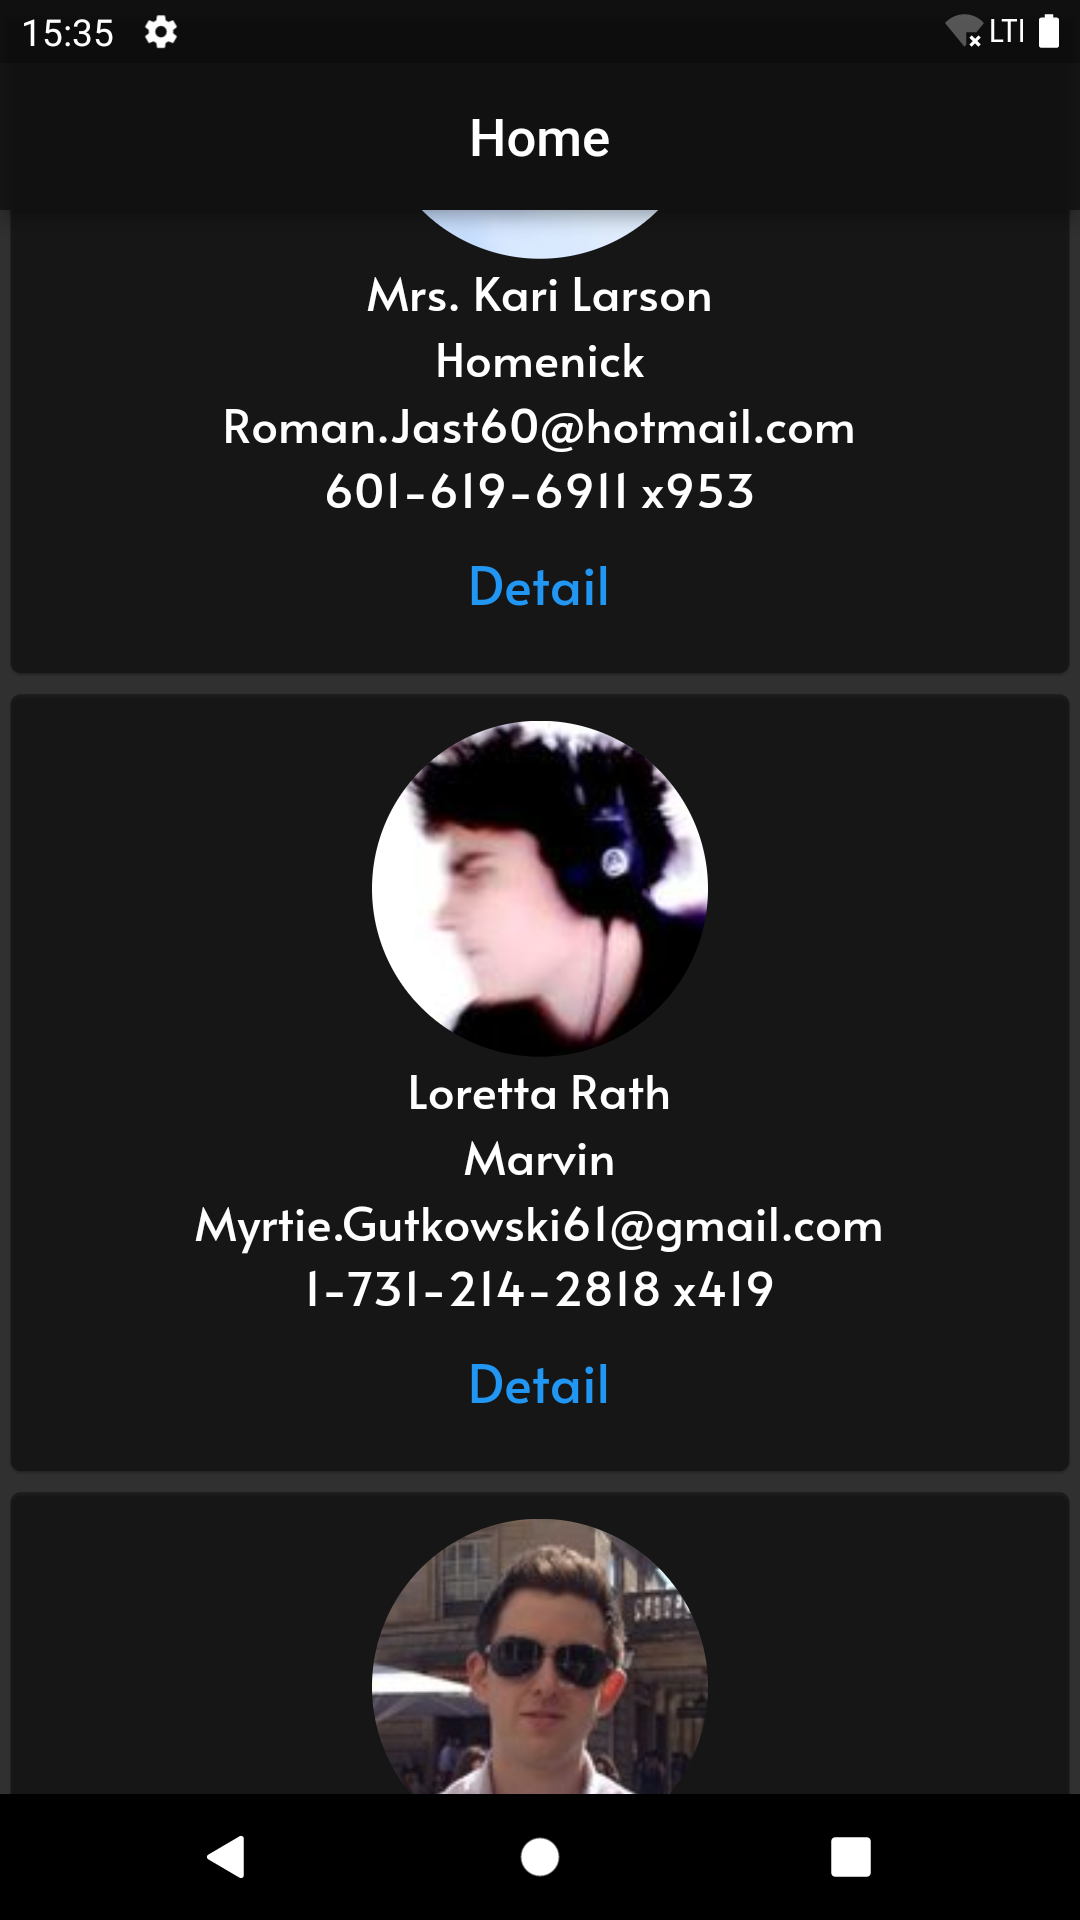 15:35
LTI
Home
Mrs. Kari Larson
Homenick
Roman.Jast60@hotmail.com
601-619-6911 x953
Detail
Loretta Rath
Marvin
Myrtie.Gutkowski61@gmail.com
1-731-214-2818 x419
Detail